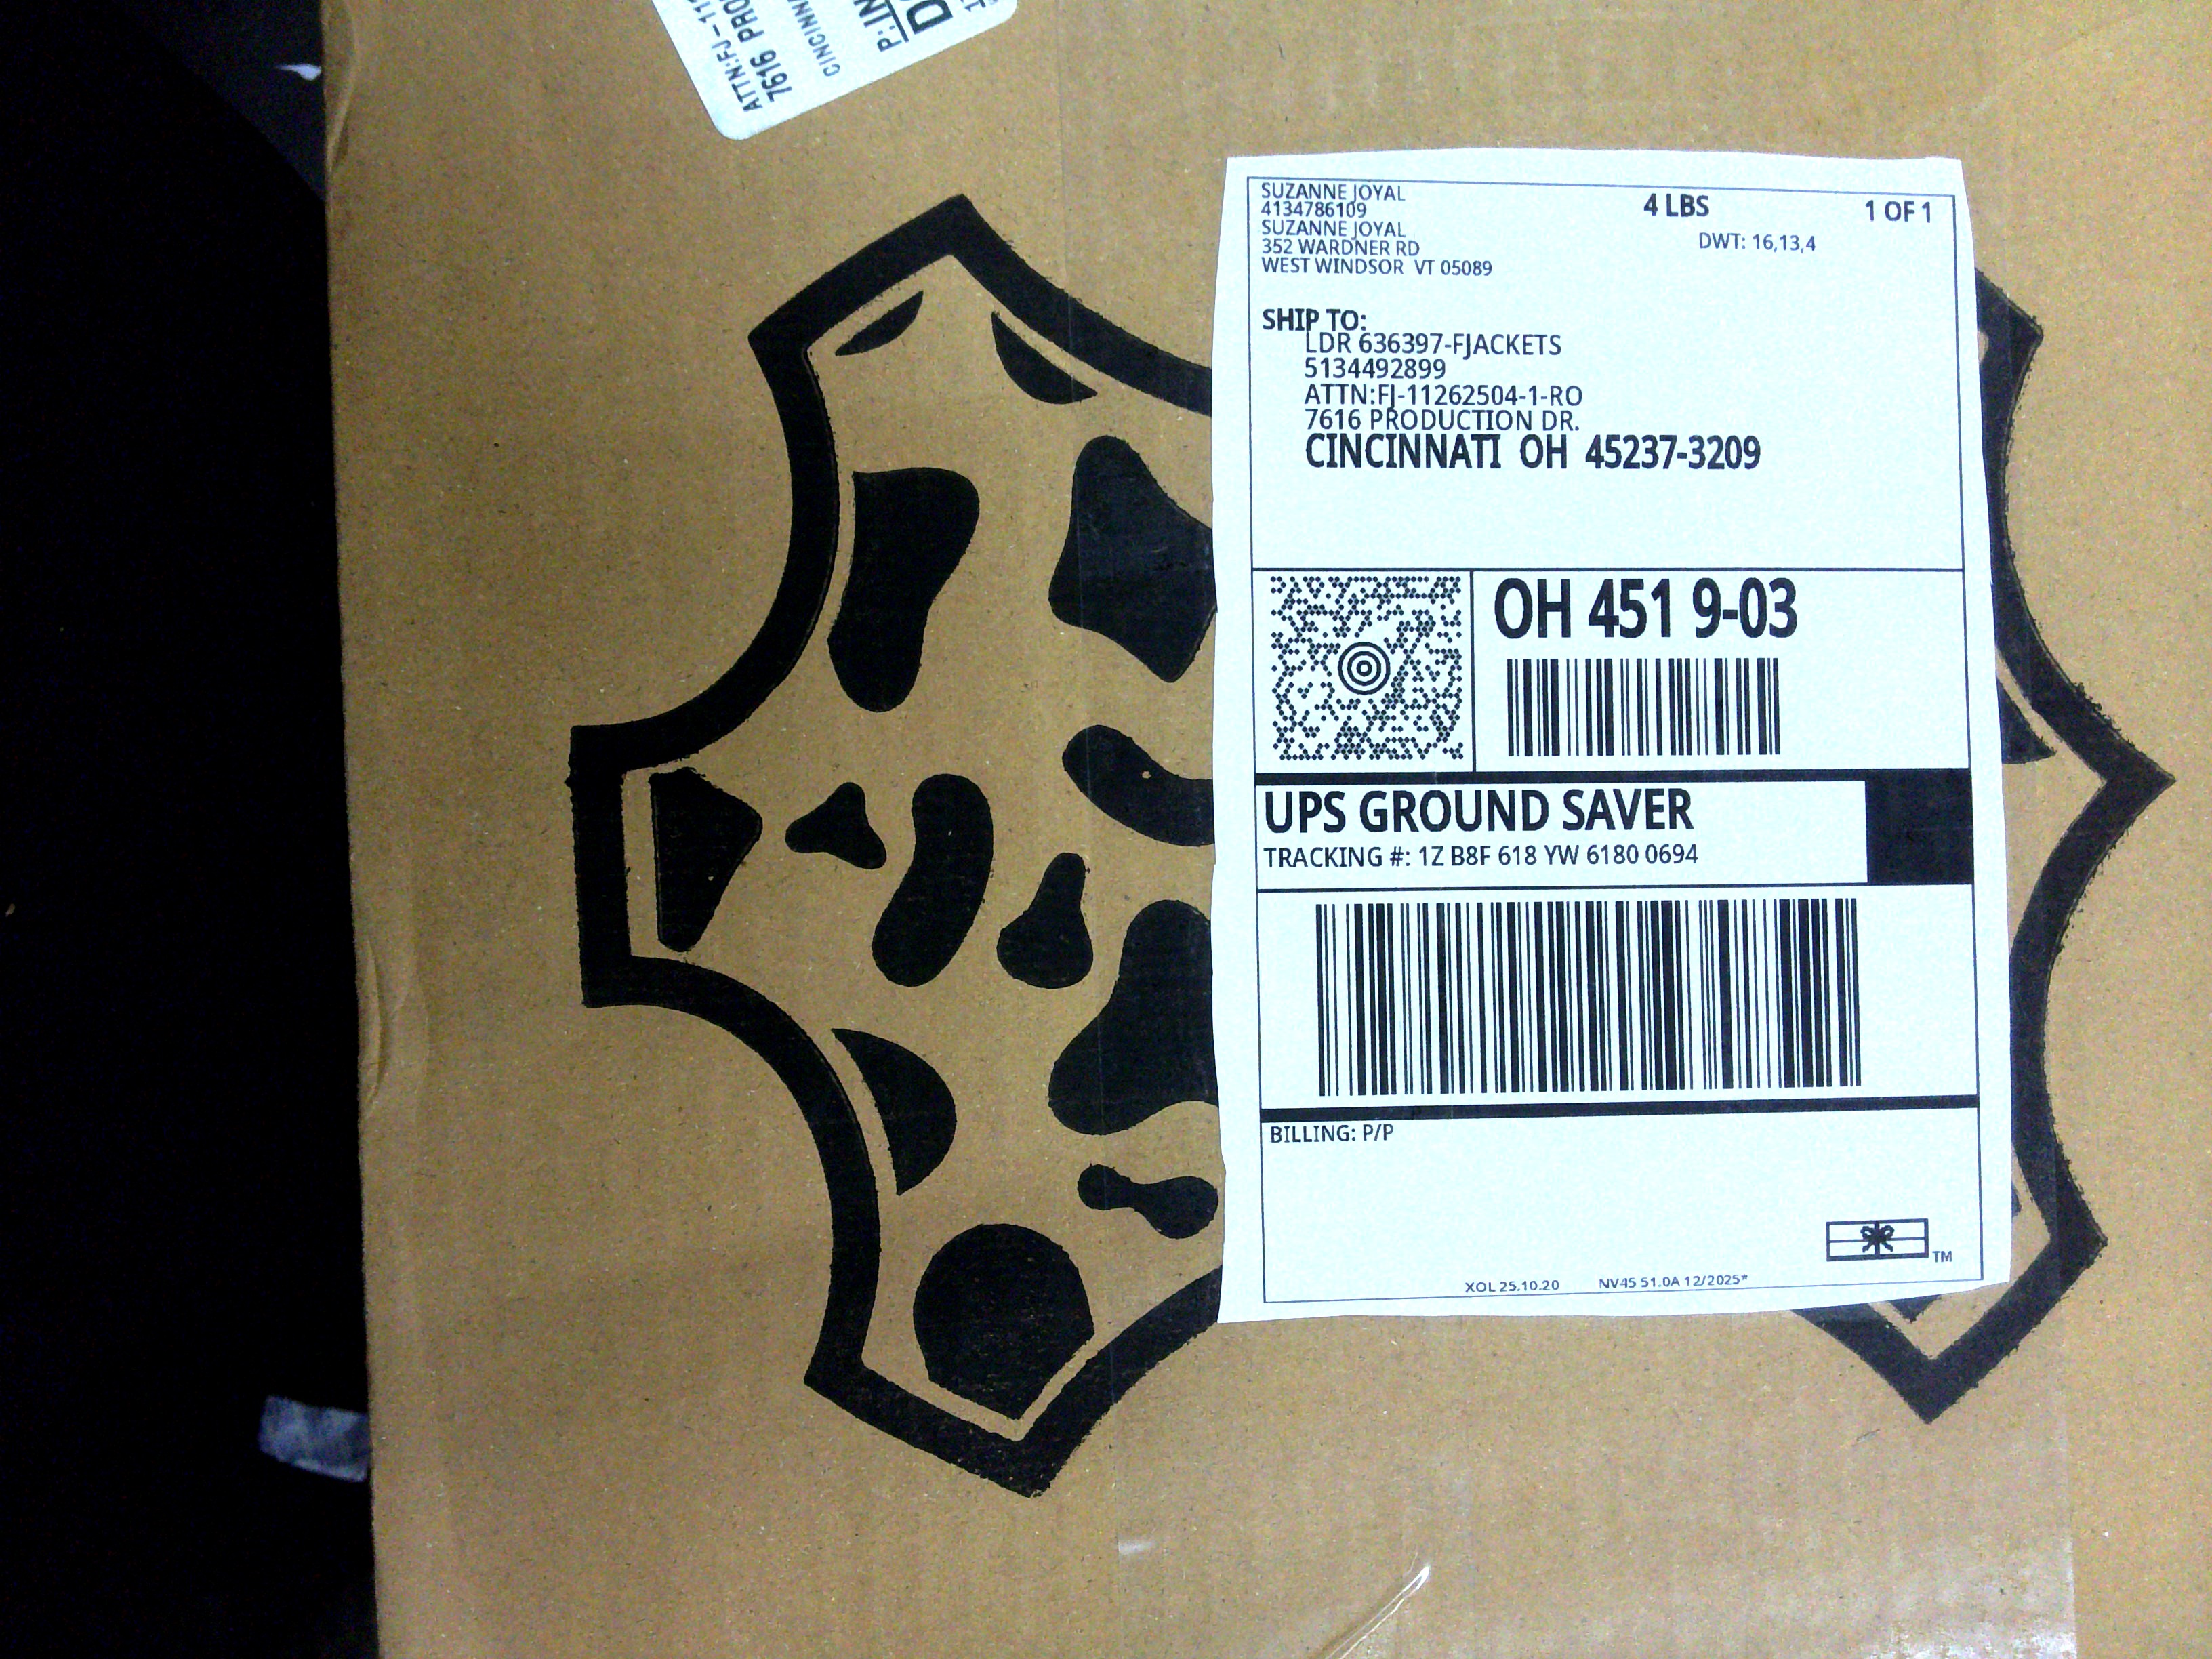 ATTN:FJ-11
7616 PRO
CINCINN
P:IN
SUZANNE JOYAL
4134786109
SUZANNE JOYAL
352 WARDNER RD
WEST WINDSOR VT 05089
4 LBS
1 OF 1
DWT: 16,13,4
SHIP TO:
LDR 636397-FJACKETS
5134492899
ATTN:FJ-11262504-1-RO
7616 PRODUCTION DR.
CINCINNATI OH 45237-3209
OH 451 9-03
UPS GROUND SAVER
TRACKING #: 1Z B8F 618 YW 6180 0694
BILLING: P/P
TM
XOL 25.10.20 NV45 51.0A 12/2025*